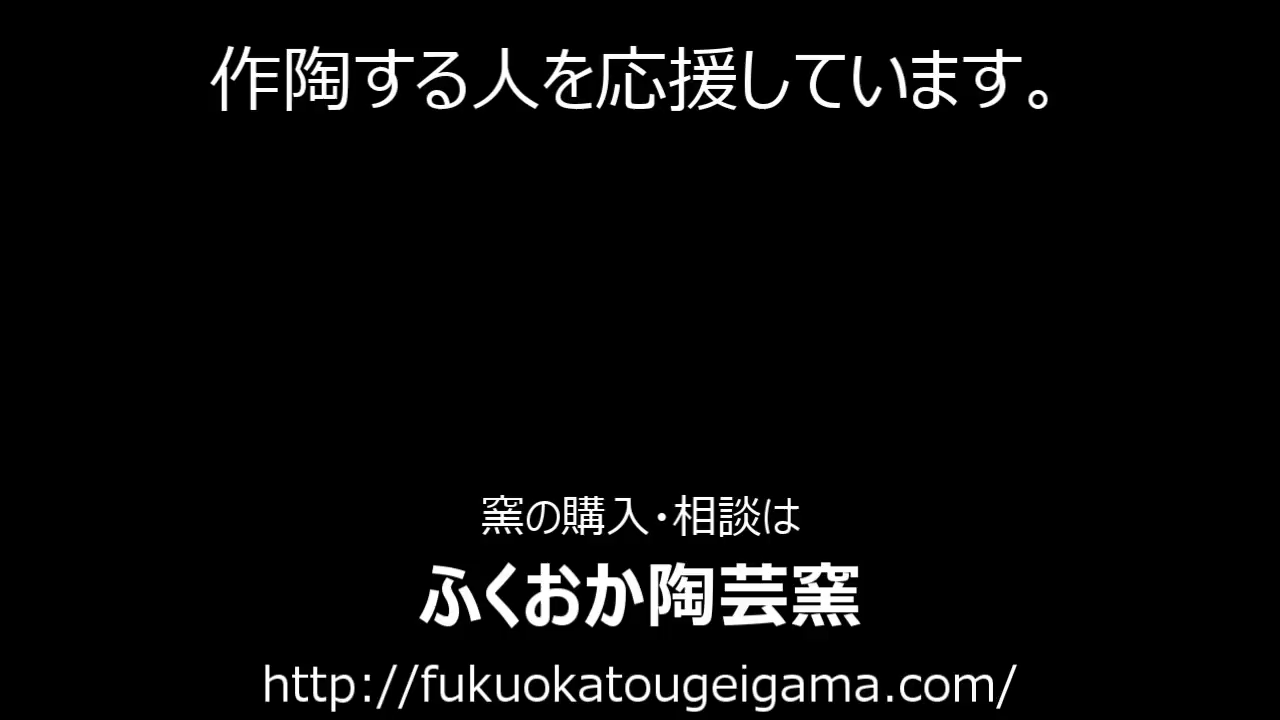 作陶する人を応援しています。
窯の購入・相談は
ふくおか陶芸窯
http://fukuokatougeigama.com/